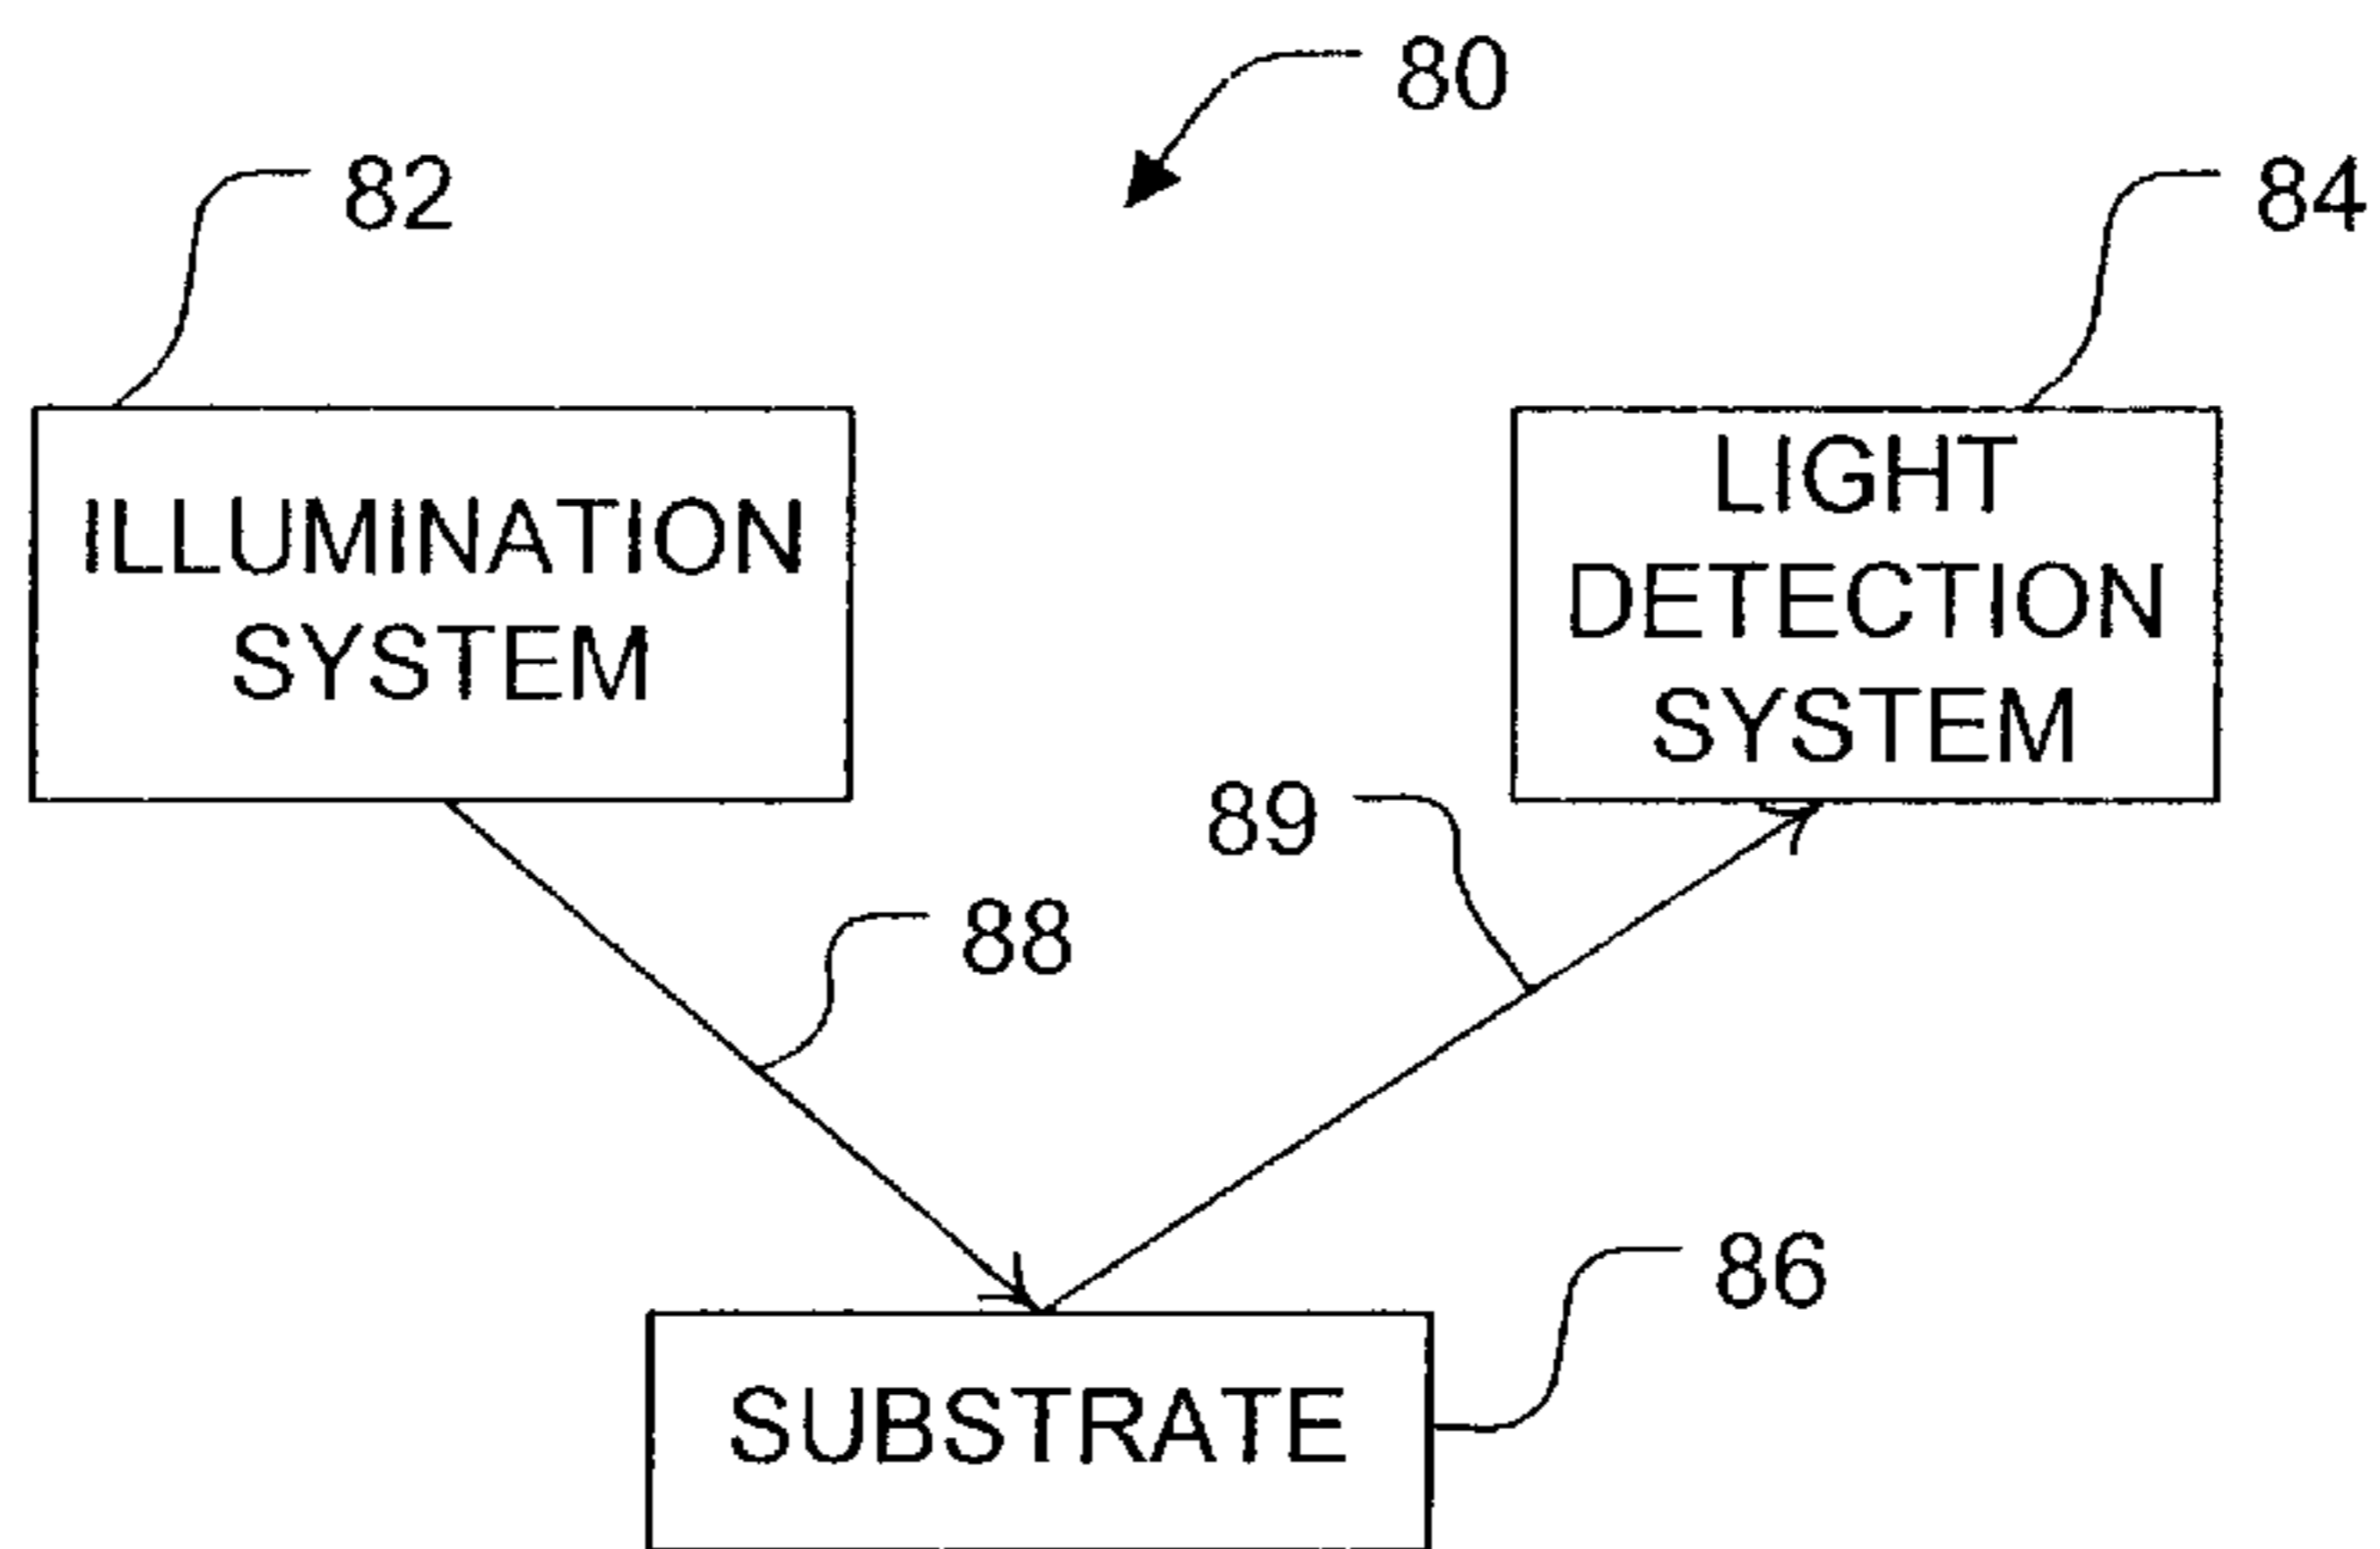 80
82
84
ILLUMINATION
SYSTEM
LIGHT
DETECTION
SYSTEM
89
88
86
SUBSTRATE